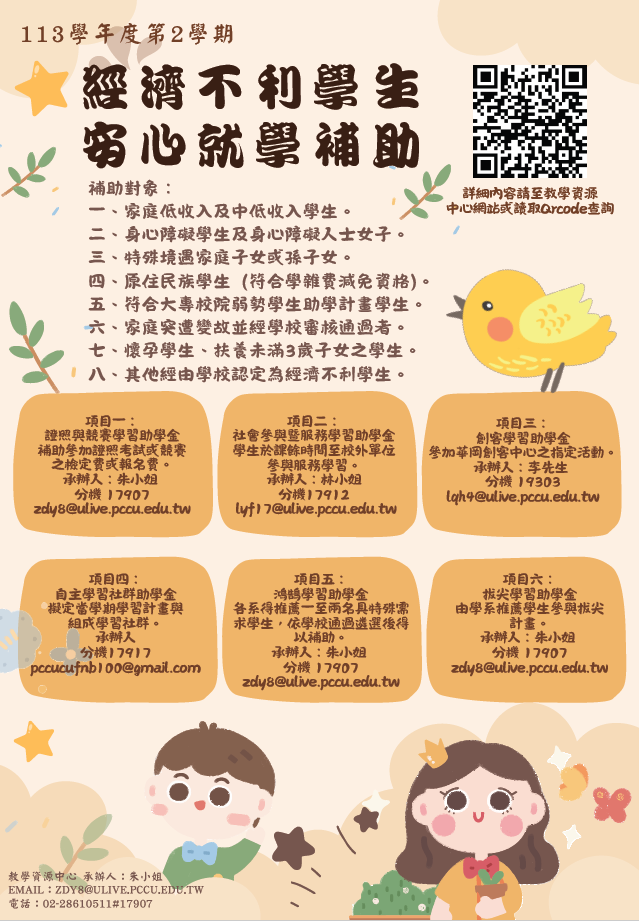 113學年度第2學期
經濟不利學生
安心就學補助
詳細內容請至教學資源
中心網站或讀取Qrcode查詢
補助對象：
一、家庭低收入及中低收入學生。
二、身心障礙學生及身心障礙人士女子。
三、特殊境遇家庭子女或孫子女。
四、原住民族學生 (符合學雜費減免資格)。
五、符合大專校院弱勢學生助學計畫學生。
六、家庭突遭變故並經學校審核通過者。
七、懷孕學生、扶養未滿3歲子女之學生。
八、其他經由學校認定為經濟不利學生。
項目一：
證照與競賽學習助學金
補助參加證照考試或競賽
之檢定費或報名費。
承辦人：朱小姐
分機 17907
zdy8@ulive.pccu.edu.tw
項目二：
社會參與暨服務學習助學金
學生於課餘時間至校外單位
參與服務學習。
承辦人：林小姐
分機17912
lyf17@ulive.pccu.edu.tw
項目三：
創客學習助學金
參加華岡創客中心之指定活動。
承辦人：李先生
分機 19303
lqh4@ulive.pccu.edu.tw
項目四：
自主學習社群助學金
擬定當學期學習計畫與
組成學習社群。
承辦人
分機17917
pccucufnb100@gmail.com
項目五：
鴻鵠學習助學金
各系得推薦一至兩名具特殊需
求學生，依學校通過遴選後得
以補助。
承辦人：朱小姐
分機 17907
zdy8@ulive.pccu.edu.tw
項目六：
拔尖學習助學金
由學系推薦學生參與拔尖
計畫。
承辦人：朱小姐
分機 17907
zdy8@ulive.pccu.edu.tw
教學資源中心 承辦人：朱小姐
EMAIL：ZDY8@ULIVE.PCCU.EDU.TW
電話：02-28610511#17907